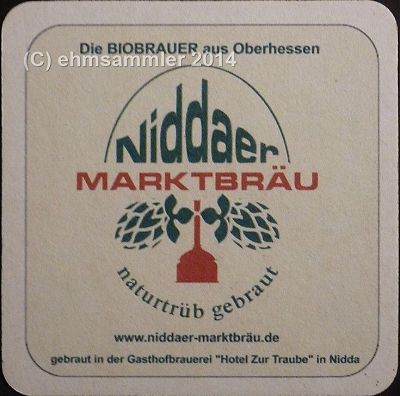 Die BIOBRAUER aus Oberhessen
(C) ehmsammler 2014
Niddaer
MARKTBRÄU
naturtrüb gebraut
www.niddaer-marktbräu.de
gebraut in der Gasthofbrauerei "Hotel Zur Traube" in Nidda